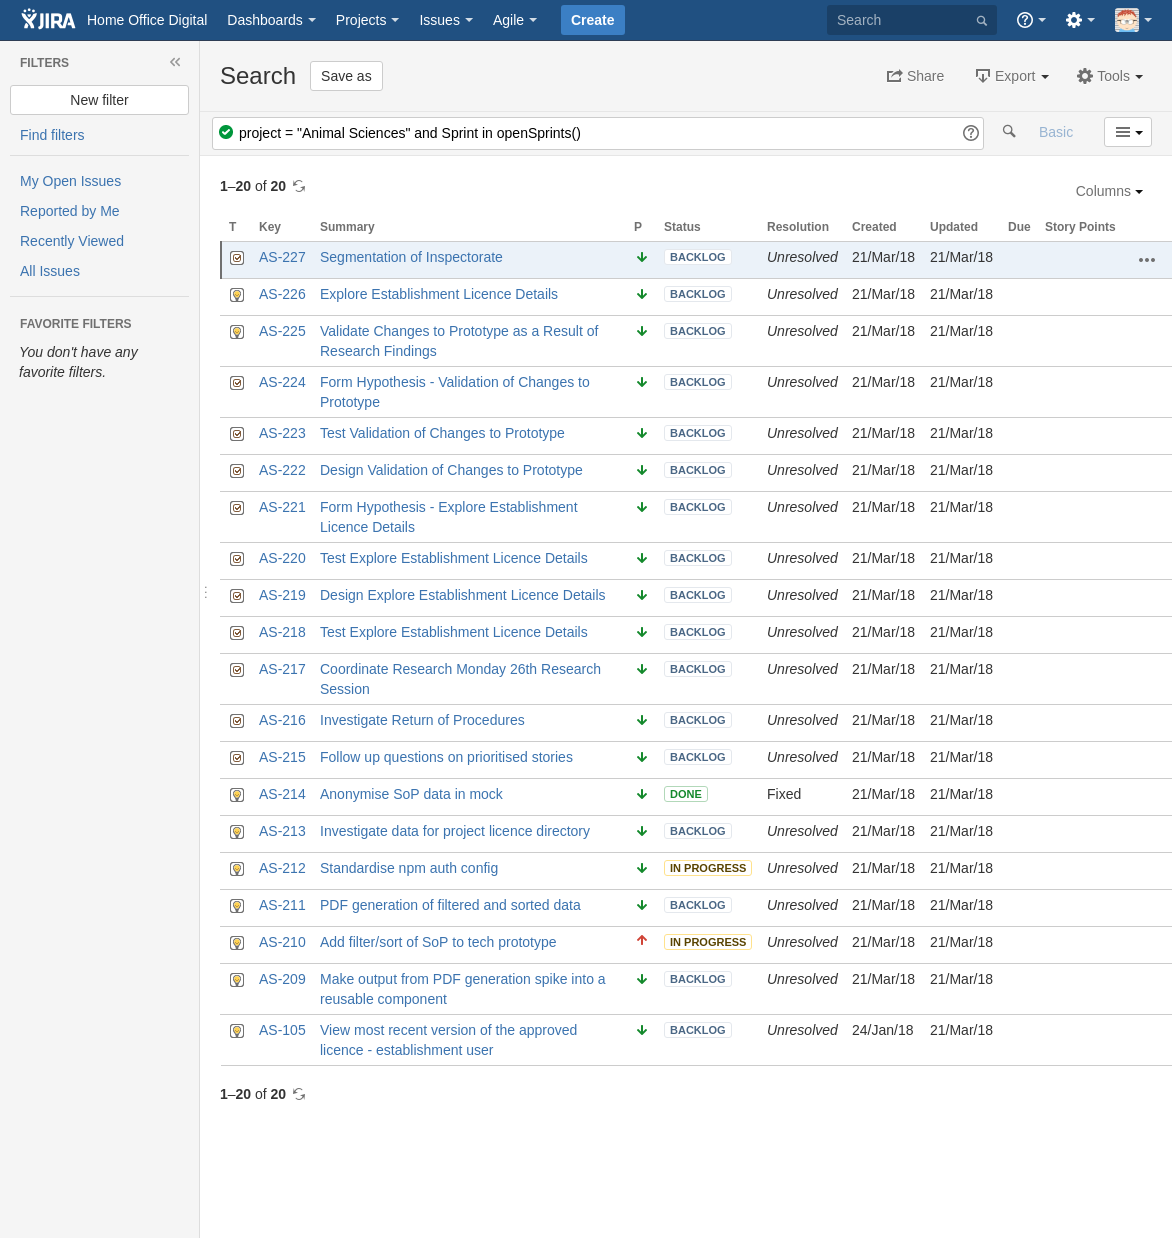 JIRA Home Office Digital Dashboards Projects Issues Agile Create Search
FILTERS
New filter
Find filters
My Open Issues
Reported by Me
Recently Viewed
All Issues
FAVORITE FILTERS
You don't have any
favorite filters.
Search Save as Share Export Tools
project = "Animal Sciences" and Sprint in openSprints() Basic
1–20 of 20
Columns
T Key Summary P Status Resolution Created Updated Due Story Points
AS-227 Segmentation of Inspectorate BACKLOG Unresolved 21/Mar/18 21/Mar/18
AS-226 Explore Establishment Licence Details BACKLOG Unresolved 21/Mar/18 21/Mar/18
AS-225 Validate Changes to Prototype as a Result of BACKLOG Unresolved 21/Mar/18 21/Mar/18
Research Findings
AS-224 Form Hypothesis - Validation of Changes to BACKLOG Unresolved 21/Mar/18 21/Mar/18
Prototype
AS-223 Test Validation of Changes to Prototype BACKLOG Unresolved 21/Mar/18 21/Mar/18
AS-222 Design Validation of Changes to Prototype BACKLOG Unresolved 21/Mar/18 21/Mar/18
AS-221 Form Hypothesis - Explore Establishment BACKLOG Unresolved 21/Mar/18 21/Mar/18
Licence Details
AS-220 Test Explore Establishment Licence Details BACKLOG Unresolved 21/Mar/18 21/Mar/18
AS-219 Design Explore Establishment Licence Details BACKLOG Unresolved 21/Mar/18 21/Mar/18
AS-218 Test Explore Establishment Licence Details BACKLOG Unresolved 21/Mar/18 21/Mar/18
AS-217 Coordinate Research Monday 26th Research BACKLOG Unresolved 21/Mar/18 21/Mar/18
Session
AS-216 Investigate Return of Procedures BACKLOG Unresolved 21/Mar/18 21/Mar/18
AS-215 Follow up questions on prioritised stories BACKLOG Unresolved 21/Mar/18 21/Mar/18
AS-214 Anonymise SoP data in mock DONE Fixed 21/Mar/18 21/Mar/18
AS-213 Investigate data for project licence directory BACKLOG Unresolved 21/Mar/18 21/Mar/18
AS-212 Standardise npm auth config IN PROGRESS Unresolved 21/Mar/18 21/Mar/18
AS-211 PDF generation of filtered and sorted data BACKLOG Unresolved 21/Mar/18 21/Mar/18
AS-210 Add filter/sort of SoP to tech prototype IN PROGRESS Unresolved 21/Mar/18 21/Mar/18
AS-209 Make output from PDF generation spike into a BACKLOG Unresolved 21/Mar/18 21/Mar/18
reusable component
AS-105 View most recent version of the approved BACKLOG Unresolved 24/Jan/18 21/Mar/18
licence - establishment user
1–20 of 20